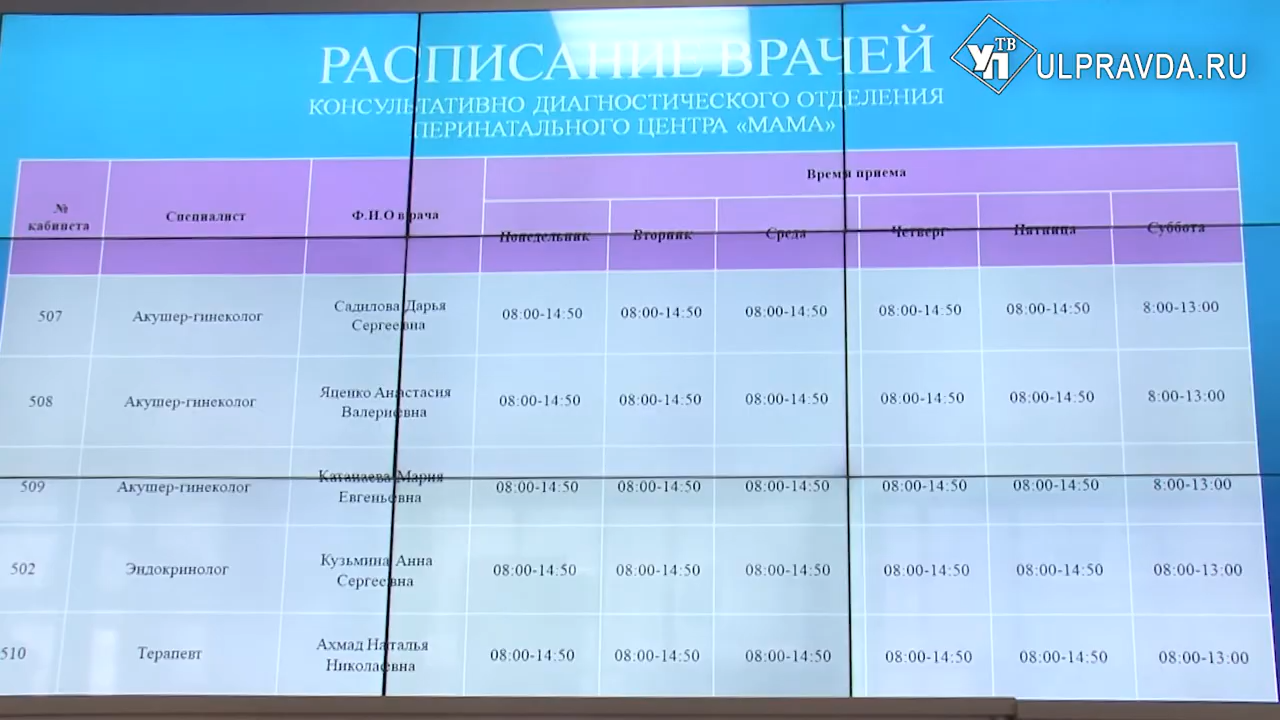 РАСПИСАНИЕ ВРАЧЕЙ
КОНСУЛЬТАТИВНО ДИАГНОСТИЧЕСКОГО ОТДЕЛЕНИЯ
ПЕРИНАТАЛЬНОГО ЦЕНТРА «МАМА»
УП ТВ ULPRAVDA.RU
№ кабинета Специалист Ф.И.О врача Время приема
Понедельник Вторник Среда Четверг Пятница Суббота
507 Акушер-гинеколог Садилова Дарья Сергеевна 08:00-14:50 08:00-14:50 08:00-14:50 08:00-14:50 08:00-14:50 8:00-13:00
508 Акушер-гинеколог Яценко Анастасия Валериевна 08:00-14:50 08:00-14:50 08:00-14:50 08:00-14:50 08:00-14:50 8:00-13:00
509 Акушер-гинеколог Катанаева Мария Евгеньевна 08:00-14:50 08:00-14:50 08:00-14:50 08:00-14:50 08:00-14:50 8:00-13:00
502 Эндокринолог Кузьмина Анна Сергеевна 08:00-14:50 08:00-14:50 08:00-14:50 08:00-14:50 08:00-14:50 08:00-13:00
510 Терапевт Ахмад Наталья Николаевна 08:00-14:50 08:00-14:50 08:00-14:50 08:00-14:50 08:00-14:50 08:00-13:00